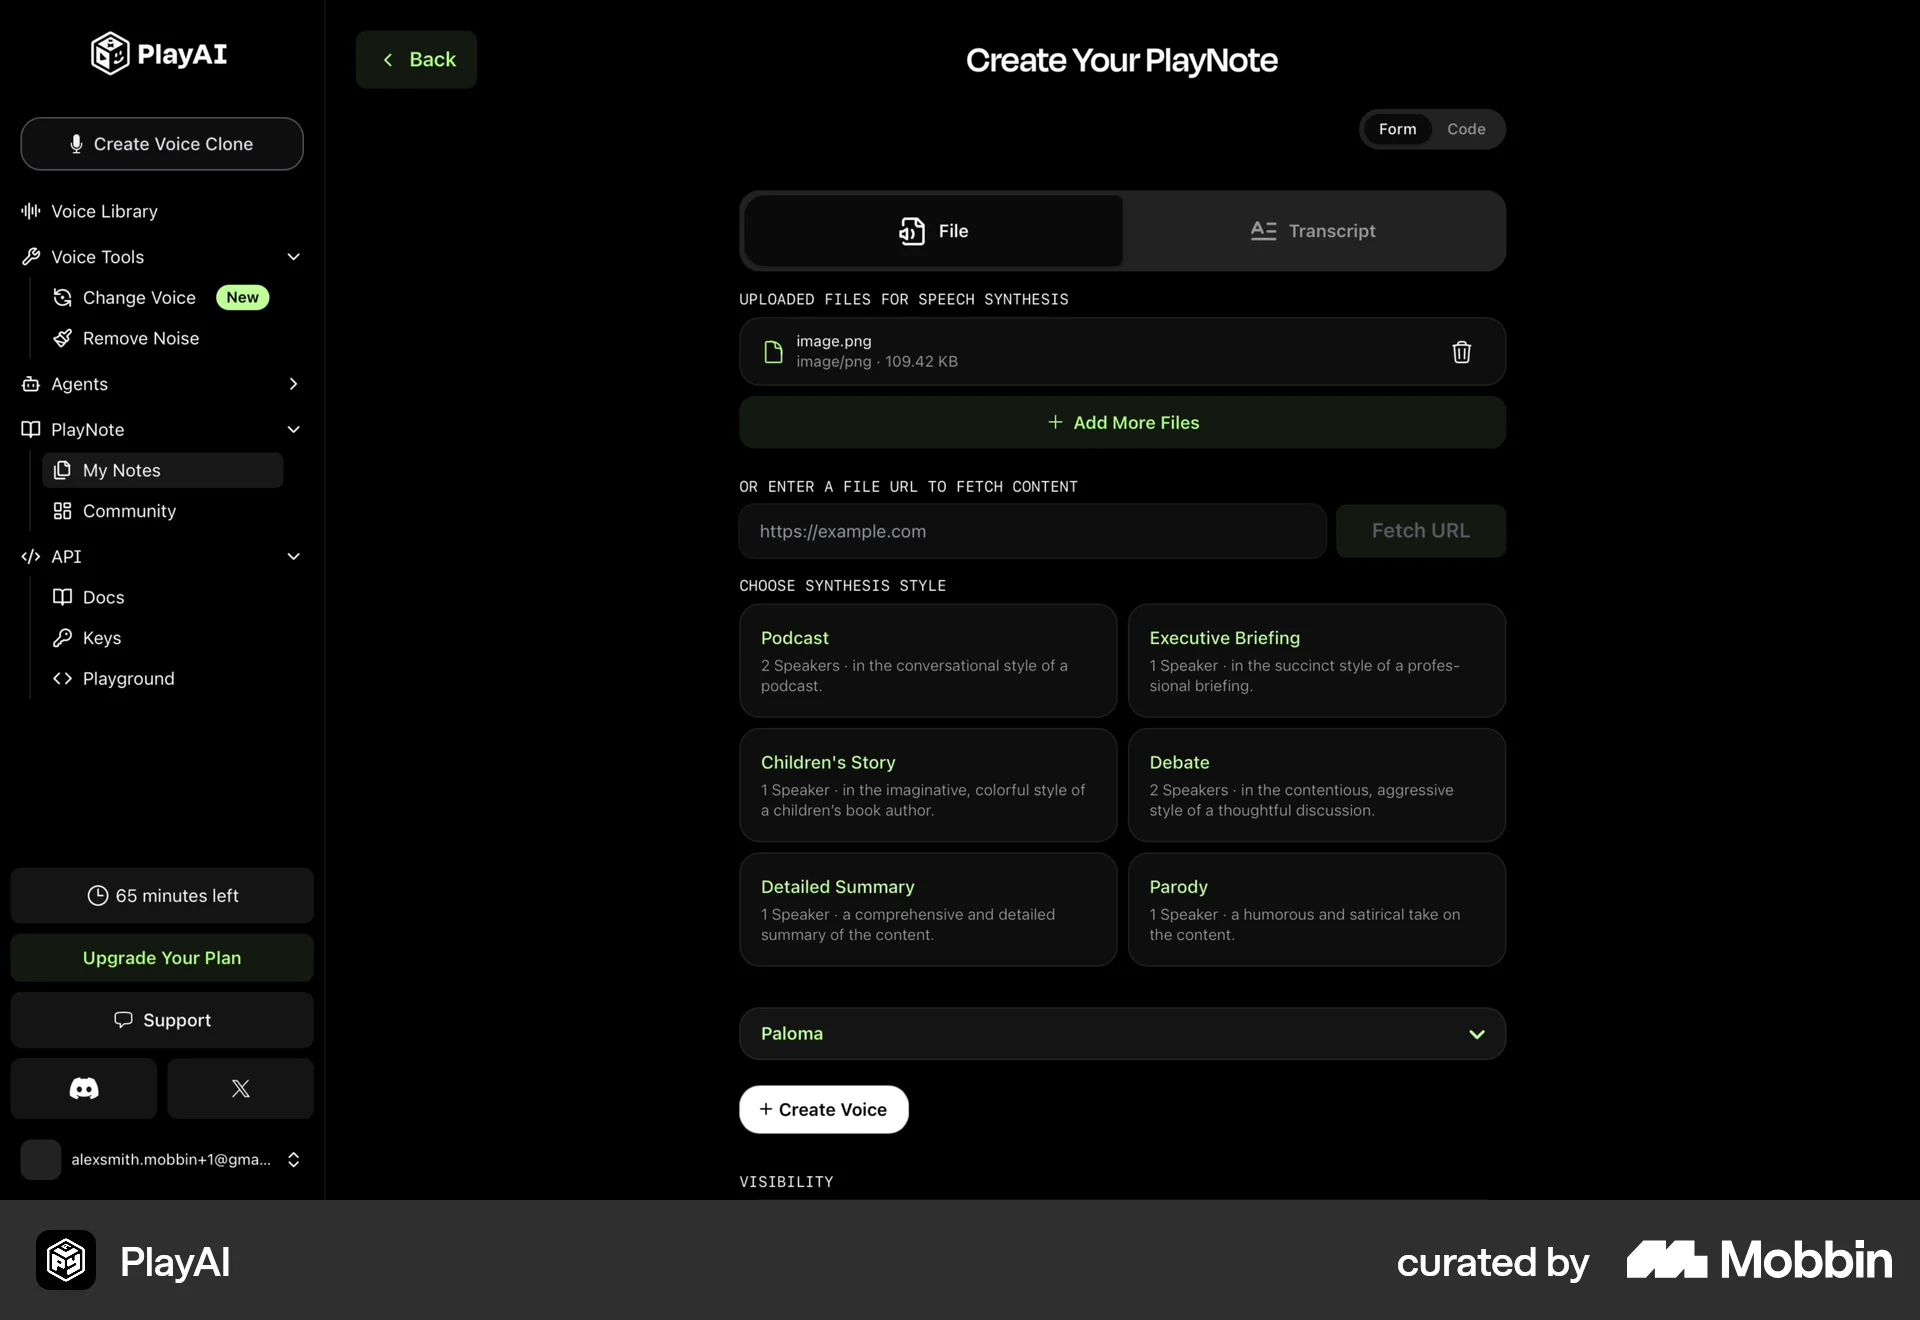 PlayAI
Create Voice Clone
Voice Library
Voice Tools
Change Voice New
Remove Noise
Agents
PlayNote
My Notes
Community
API
Docs
Keys
Playground
65 minutes left
Upgrade Your Plan
Support
alexsmith.mobbin+1@gma...
Back
Create Your PlayNote
Form Code
File Transcript
UPLOADED FILES FOR SPEECH SYNTHESIS
image.png
image/png · 109.42 KB
Add More Files
OR ENTER A FILE URL TO FETCH CONTENT
https://example.com Fetch URL
CHOOSE SYNTHESIS STYLE
Podcast
2 Speakers · in the conversational style of a
podcast.
Executive Briefing
1 Speaker · in the succinct style of a profes-
sional briefing.
Children's Story
1 Speaker · in the imaginative, colorful style of
a children's book author.
Debate
2 Speakers · in the contentious, aggressive
style of a thoughtful discussion.
Detailed Summary
1 Speaker · a comprehensive and detailed
summary of the content.
Parody
1 Speaker · a humorous and satirical take on
the content.
Paloma
+ Create Voice
VISIBILITY
PlayAI
curated by Mobbin